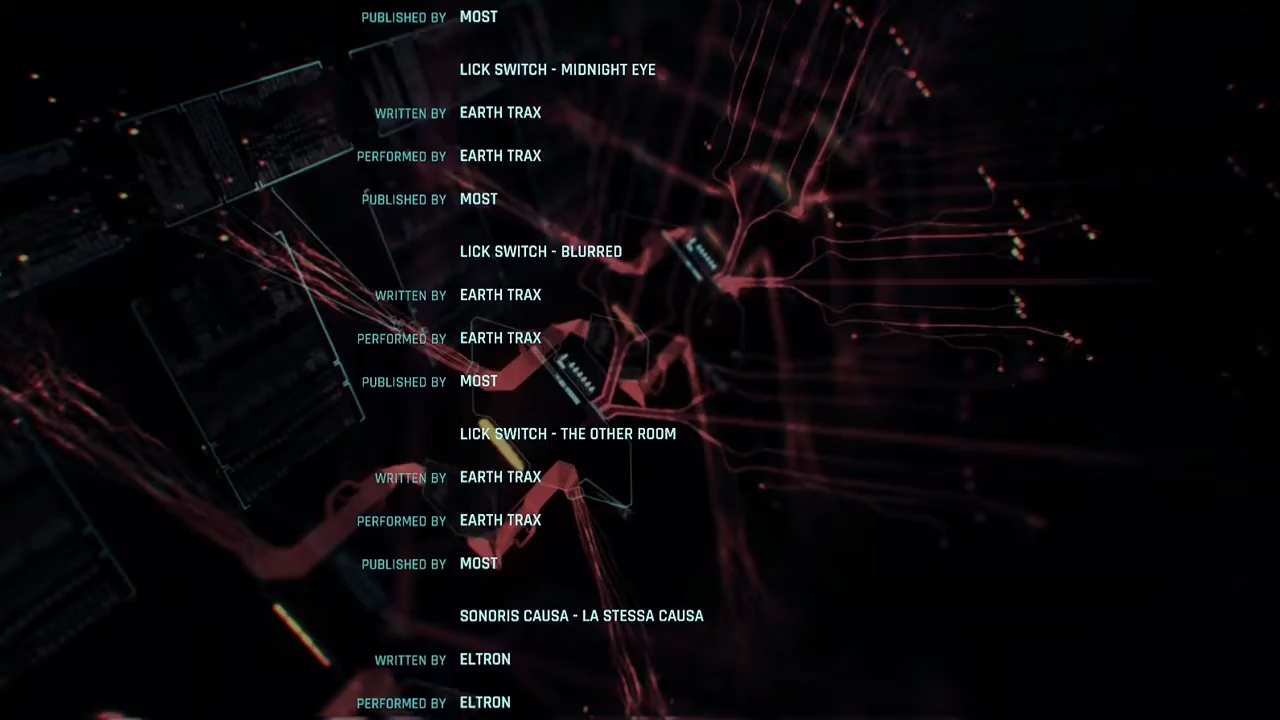 PUBLISHED BY MOST
LICK SWITCH - MIDNIGHT EYE
WRITTEN BY EARTH TRAX
PERFORMED BY EARTH TRAX
PUBLISHED BY MOST
LICK SWITCH - BLURRED
WRITTEN BY EARTH TRAX
PERFORMED BY EARTH TRAX
PUBLISHED BY MOST
LICK SWITCH - THE OTHER ROOM
WRITTEN BY EARTH TRAX
PERFORMED BY EARTH TRAX
PUBLISHED BY MOST
SONORIS CAUSA - LA STESSA CAUSA
WRITTEN BY ELTRON
PERFORMED BY ELTRON